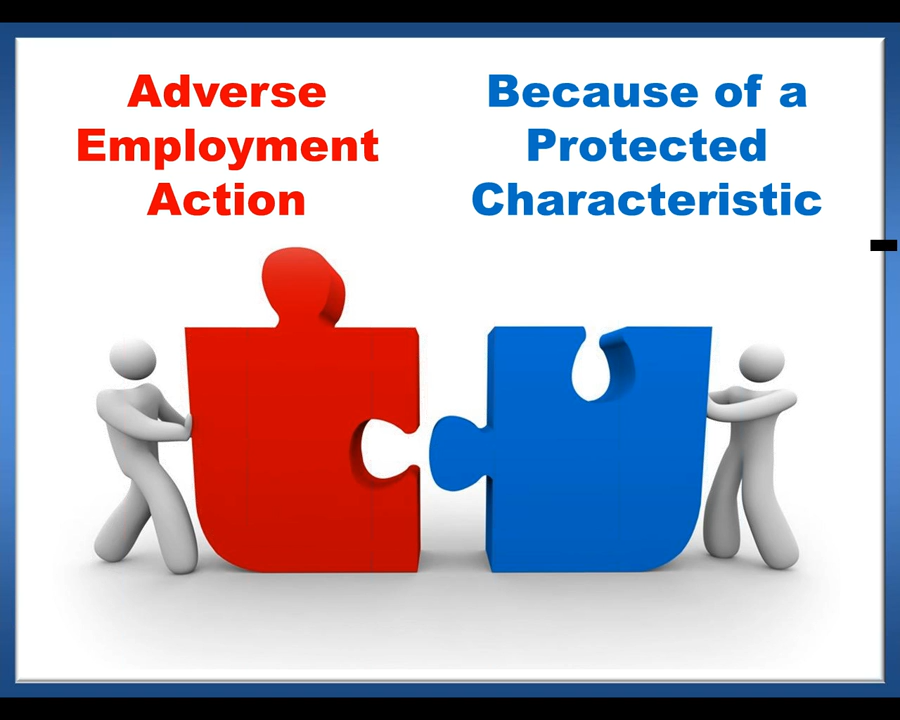 Adverse
Employment
Action
Because of a
Protected
Characteristic